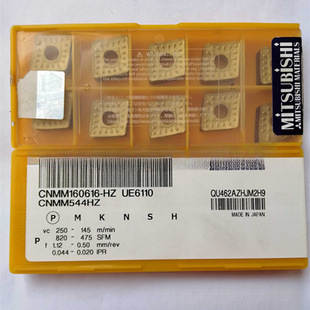 MITSUBISHI
MITSUBISHI MATERIALS
CNMM160616-HZ UE6110
CNMM544HZ
QU462AZHJM2H9
P M K N S H
MADE IN JAPAN
vc 250 - 145 m/min
P 820 - 475 SFM
f 1.12 - 0.50 mm/rev
0.044 - 0.020 IPR